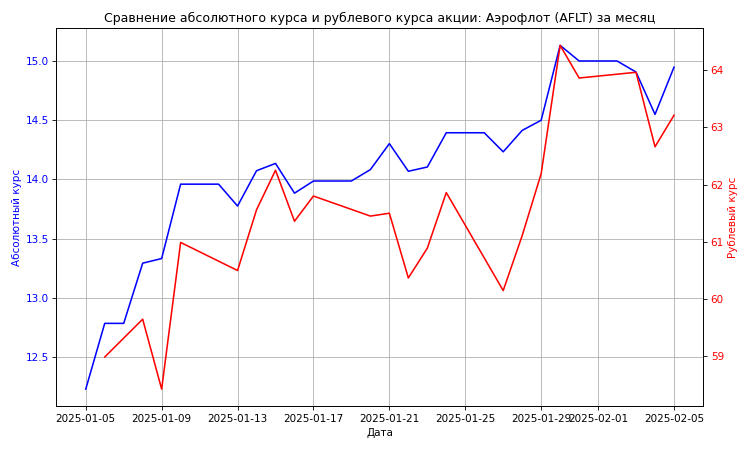 Сравнение абсолютного курса и рублевого курса акции: Аэрофлот (AFLT) за месяц
Абсолютный курс
15.0
14.5
14.0
13.5
13.0
12.5
64
63
62
61
60
59
Рублевый курс
2025-01-05 2025-01-09 2025-01-13 2025-01-17 2025-01-21 2025-01-25 2025-01-29 2025-02-01 2025-02-05
Дата